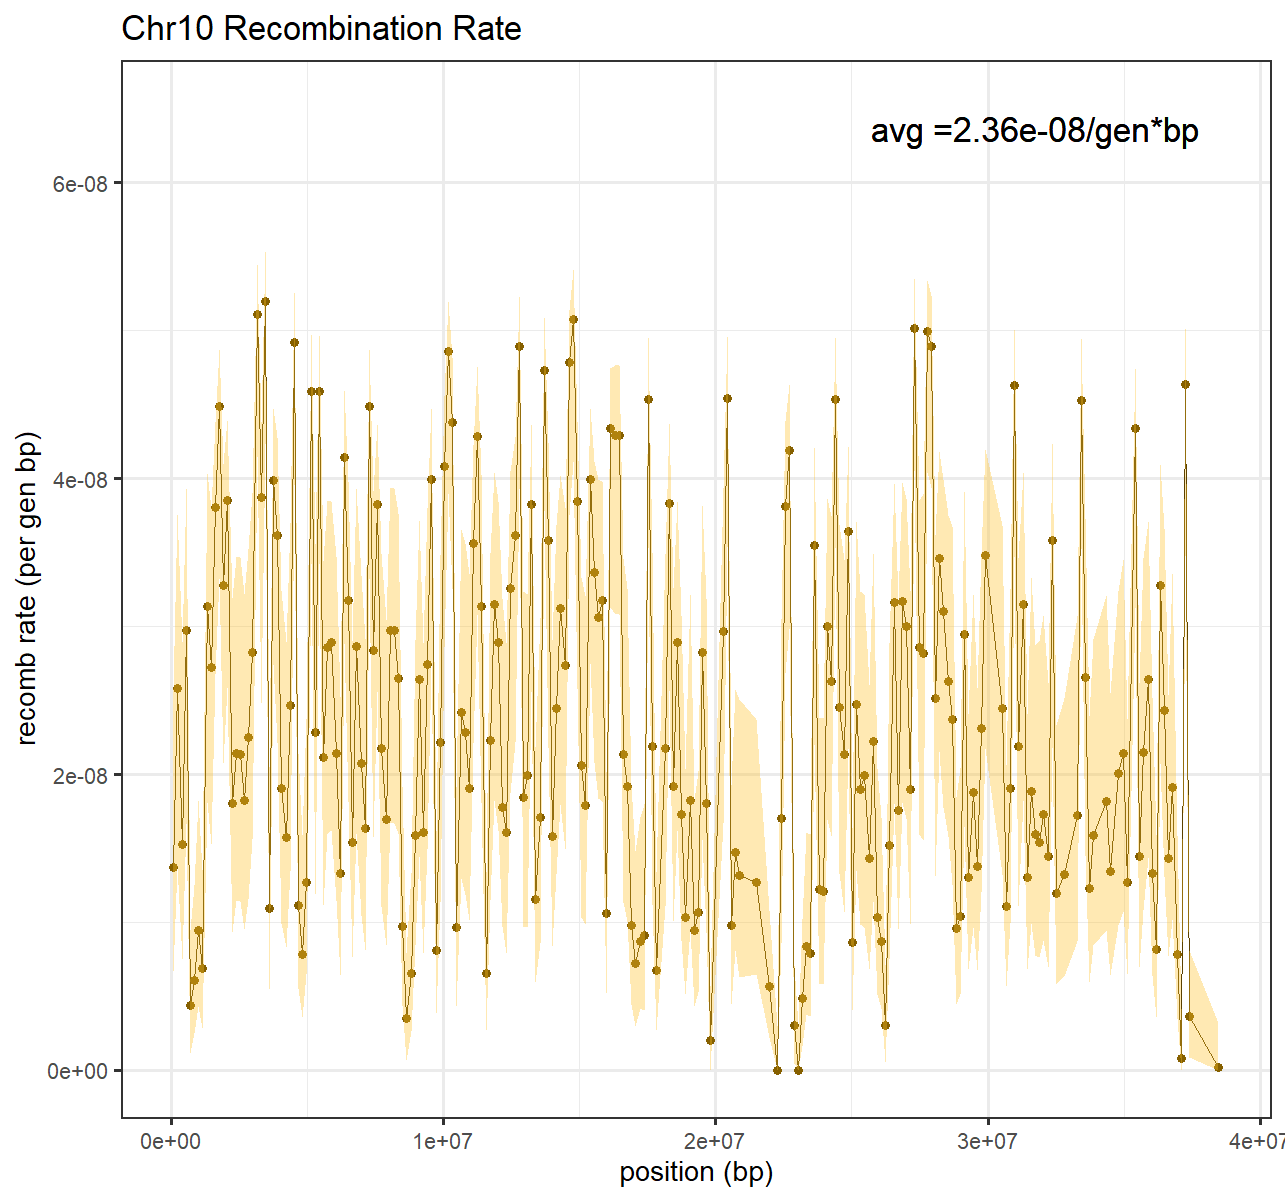 Chr10 Recombination Rate
avg =2.36e-08/gen*bp
recomb rate (per gen bp)
6e-08
4e-08
2e-08
0e+00
0e+00 1e+07 2e+07 3e+07 4e+07
position (bp)